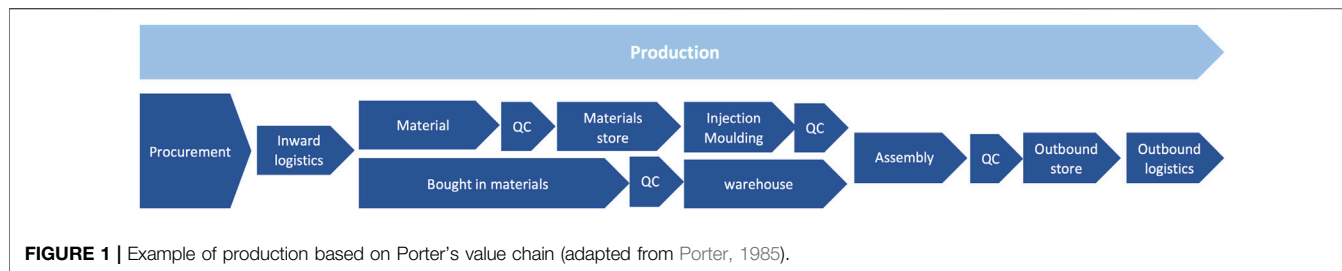 Production
Procurement
Inward
logistics
Material
QC
Materials
store
Injection
Moulding
QC
Bought in materials
QC
warehouse
Assembly
QC
Outbound
store
Outbound
logistics
FIGURE 1 | Example of production based on Porter's value chain (adapted from Porter, 1985).